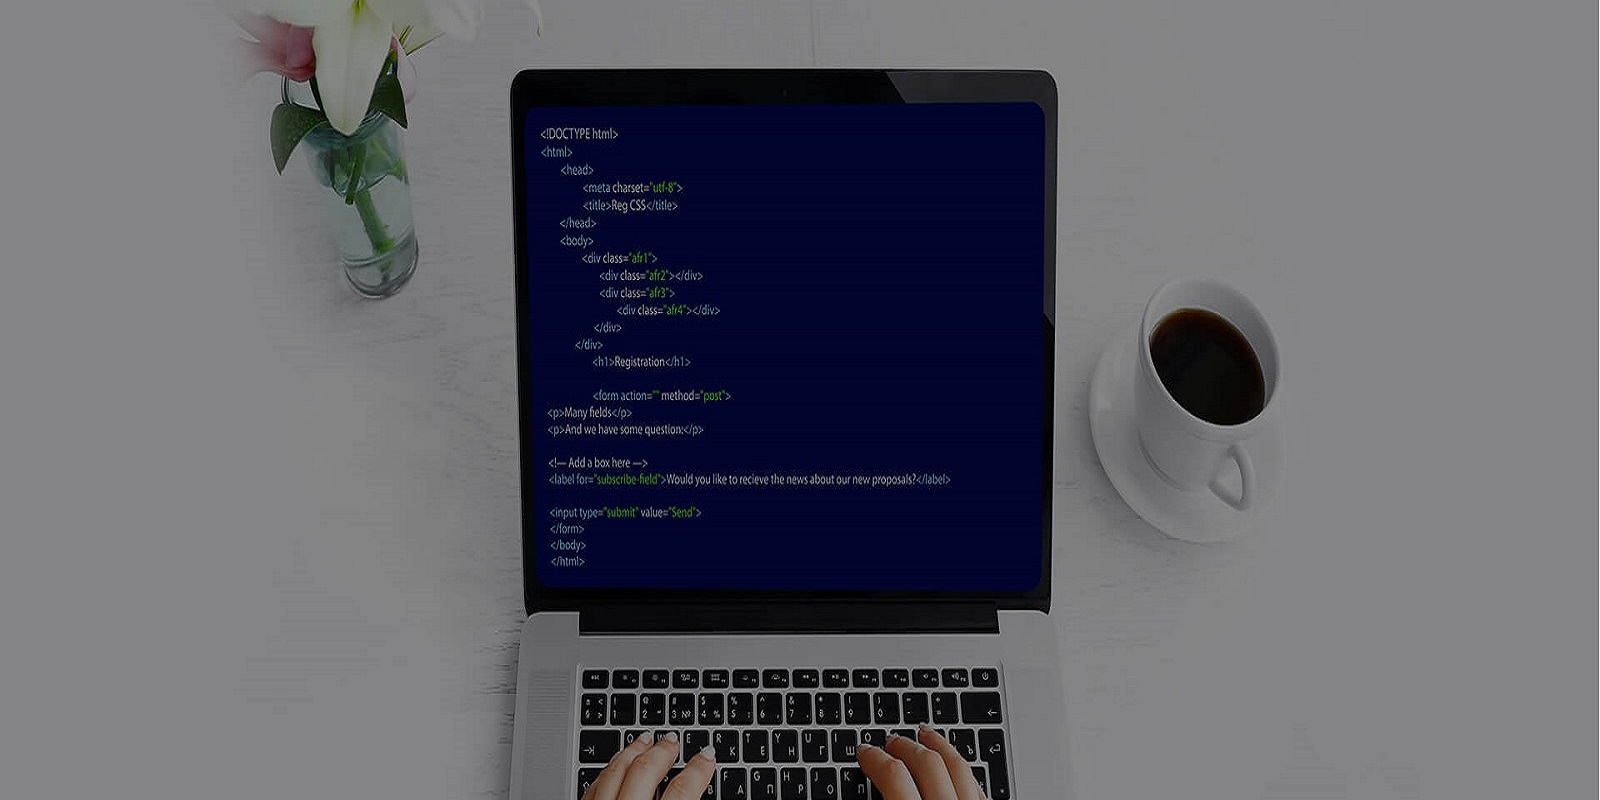 <!DOCTYPE html>
<html>
<head>
<meta charset="utf-8">
<title>Reg CSS</title>
</head>
<body>
<div class="afr1">
<div class="afr2"></div>
<div class="afr3">
<div class="afr4"></div>
</div>
</div>
<h1>Registration</h1>
<form action="" method="post">
<p>Many fields</p>
<p>And we have some question:</p>
<!— Add a box here —>
<label for="subscribe-field">Would you like to recieve the news about our new proposals?</label>
<input type="submit" value="Send">
</form>
</body>
</html>